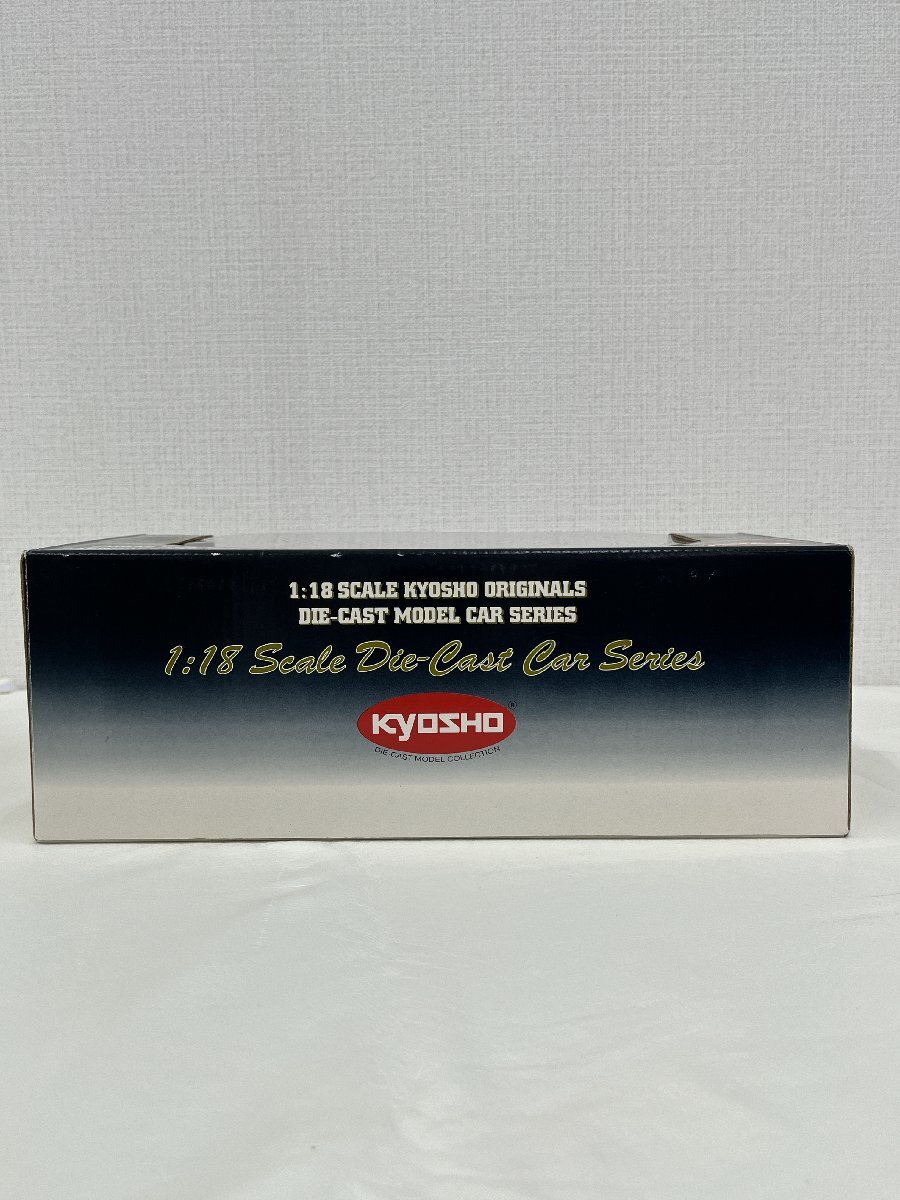 1:18 SCALE KYOSHO ORIGINALS
DIE-CAST MODEL CAR SERIES
1:18 Scale Die-Cast Car Series
KYOSHO ®
DIE-CAST MODEL COLLECTION